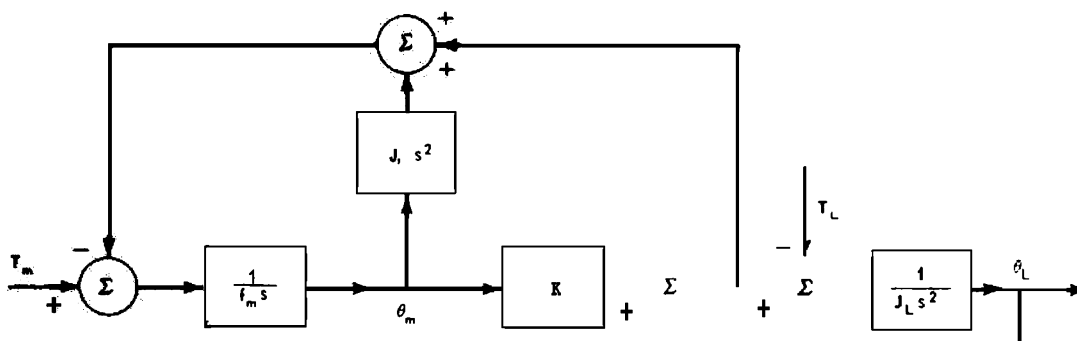 +
Σ
+
J, s²
T_L
−
−
T_m
+
Σ
1
f_m s
θ_m
K
+
Σ
+
Σ
1
J_L s²
θ_L